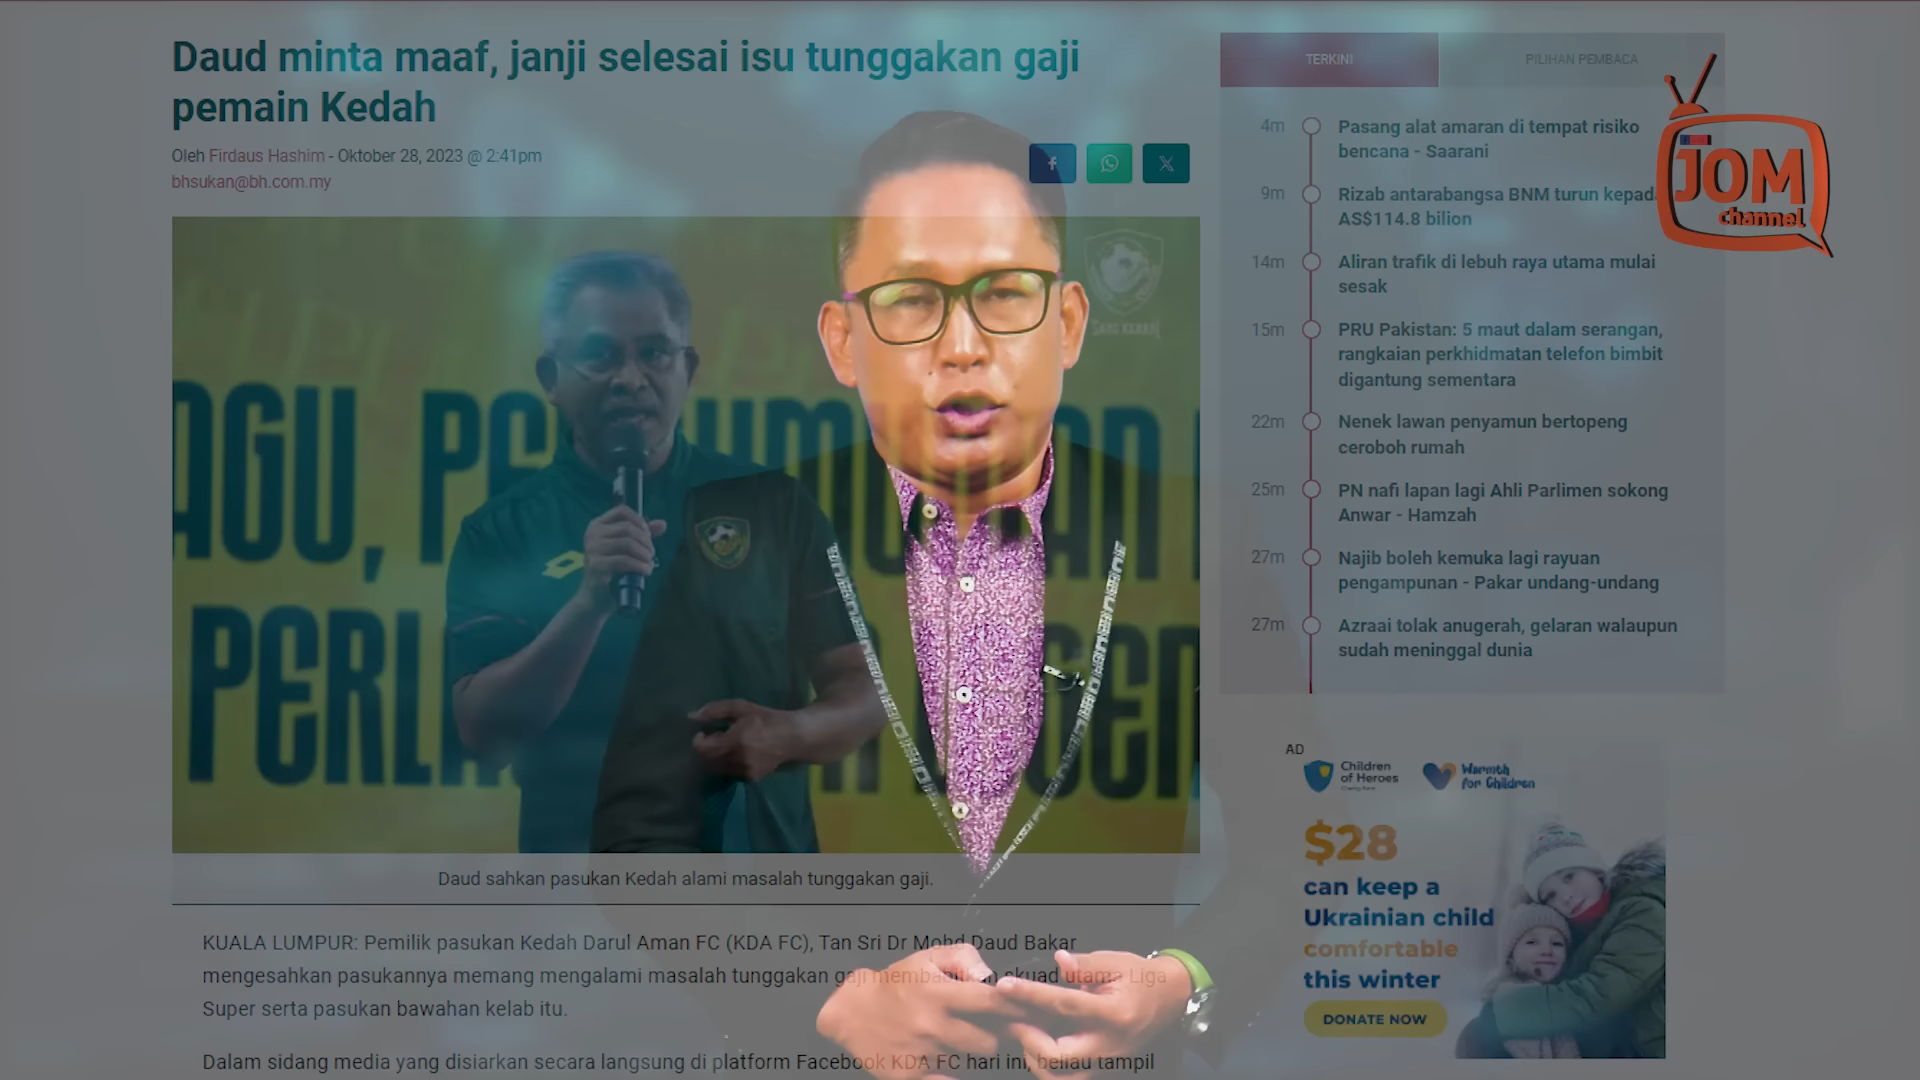 Daud minta maaf, janji selesai isu tunggakan gaji
pemain Kedah
Oleh Firdaus Hashim - Oktober 28, 2023 @ 2:41pm
bhsukan@bh.com.my
AGU, PE
PERL
Daud sahkan pasukan Kedah alami masalah tunggakan gaji.
KUALA LUMPUR: Pemilik pasukan Kedah Darul Aman FC (KDA FC), Tan Sri Dr Mohd Daud Bakar
mengesahkan pasukannya memang mengalami masalah tunggakan gaji membabitkan skuad utama Liga
Super serta pasukan bawahan kelab itu.
Dalam sidang media yang disiarkan secara langsung di platform Facebook KDA FC hari ini, beliau tampil
TERKINI
PILIHAN PEMBACA
4m
Pasang alat amaran di tempat risiko
bencana - Saarani
9m
Rizab antarabangsa BNM turun kepada
AS$114.8 bilion
14m
Aliran trafik di lebuh raya utama mulai
sesak
15m
PRU Pakistan: 5 maut dalam serangan,
rangkaian perkhidmatan telefon bimbit
digantung sementara
22m
Nenek lawan penyamun bertopeng
ceroboh rumah
25m
PN nafi lapan lagi Ahli Parlimen sokong
Anwar - Hamzah
27m
Najib boleh kemuka lagi rayuan
pengampunan - Pakar undang-undang
27m
Azraai tolak anugerah, gelaran walaupun
sudah meninggal dunia
JOM
channel
AD
Children
of Heroes
Warmth
for Children
$28
can keep a
Ukrainian child
comfortable
this winter
DONATE NOW